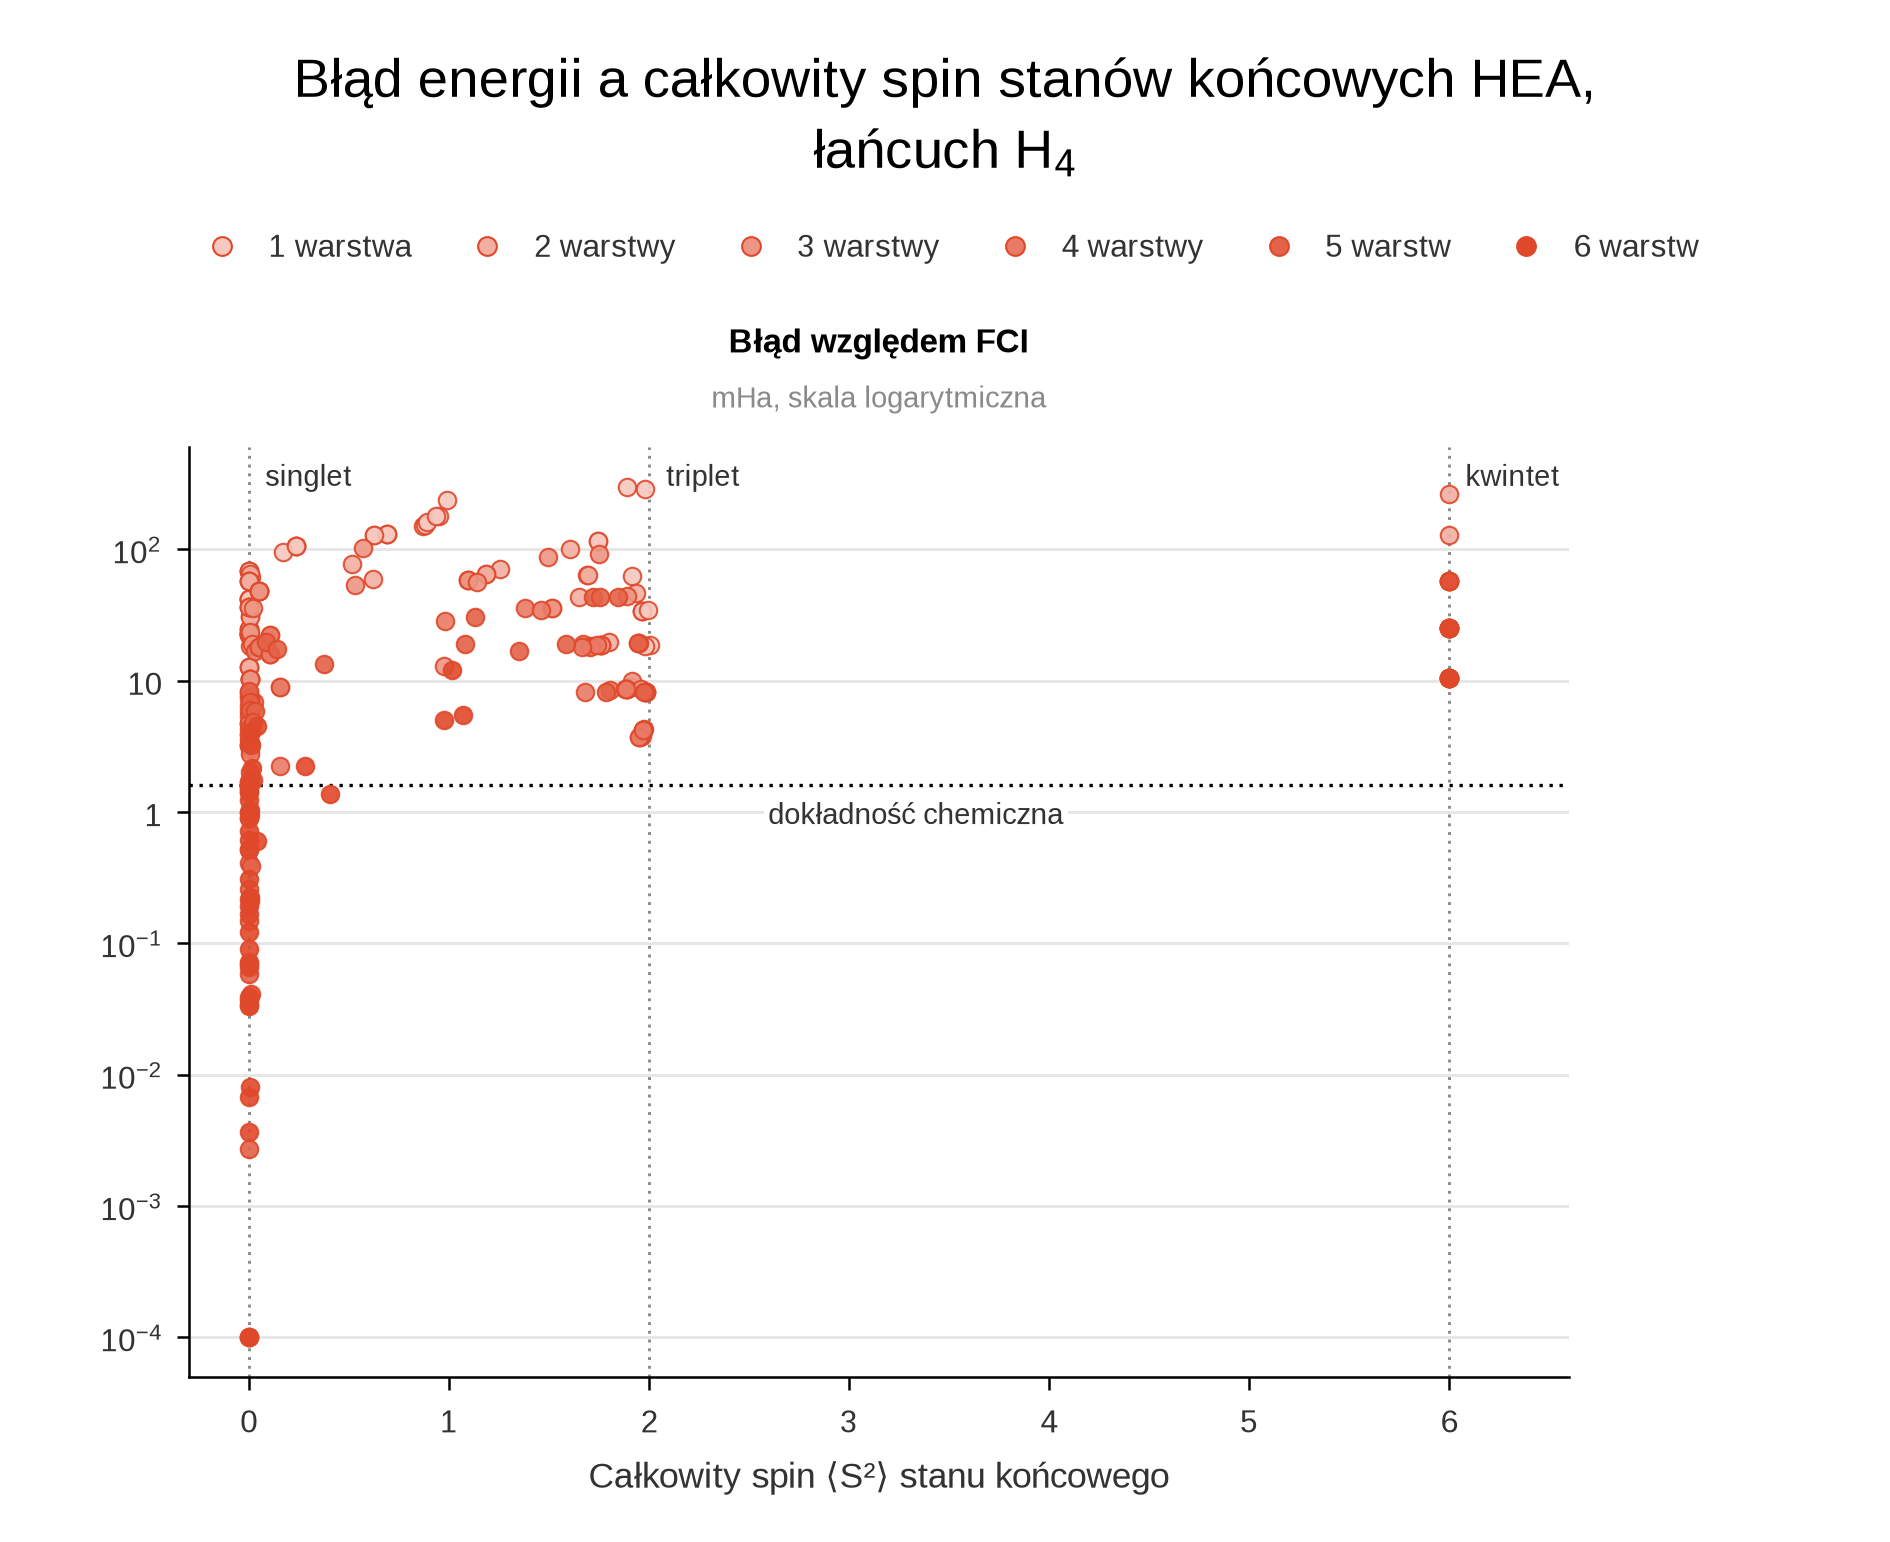 Błąd energii a całkowity spin stanów końcowych HEA,
łańcuch H₄
1 warstwa 2 warstwy 3 warstwy 4 warstwy 5 warstw 6 warstw
Błąd względem FCI
mHa, skala logarytmiczna
singlet triplet kwintet
10²
10
1
dokładność chemiczna
10⁻¹
10⁻²
10⁻³
10⁻⁴
0 1 2 3 4 5 6
Całkowity spin ⟨S²⟩ stanu końcowego